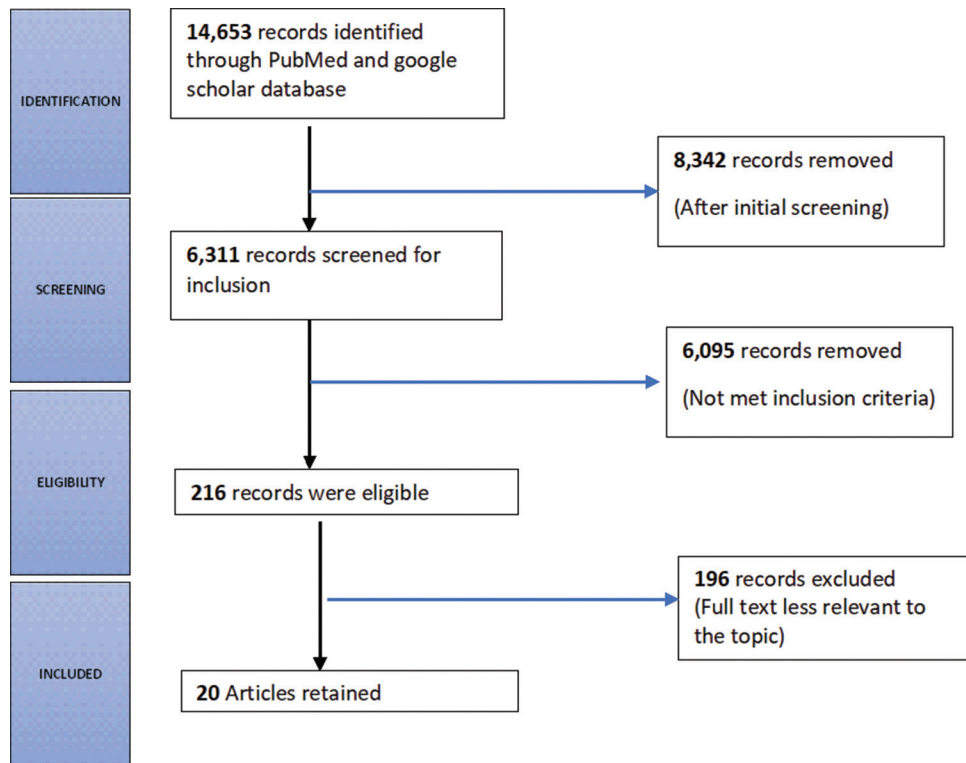 IDENTIFICATION
14,653 records identified
through PubMed and google
scholar database
8,342 records removed
(After initial screening)
SCREENING
6,311 records screened for
inclusion
6,095 records removed
(Not met inclusion criteria)
ELIGIBILITY
216 records were eligible
196 records excluded
(Full text less relevant to
the topic)
INCLUDED
20 Articles retained